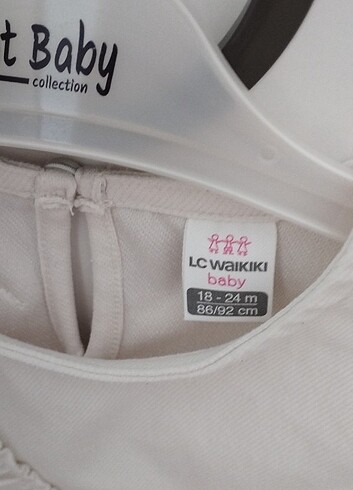 t Baby
collection
LC WAIKIKI
baby
18 - 24 m
86/92 cm